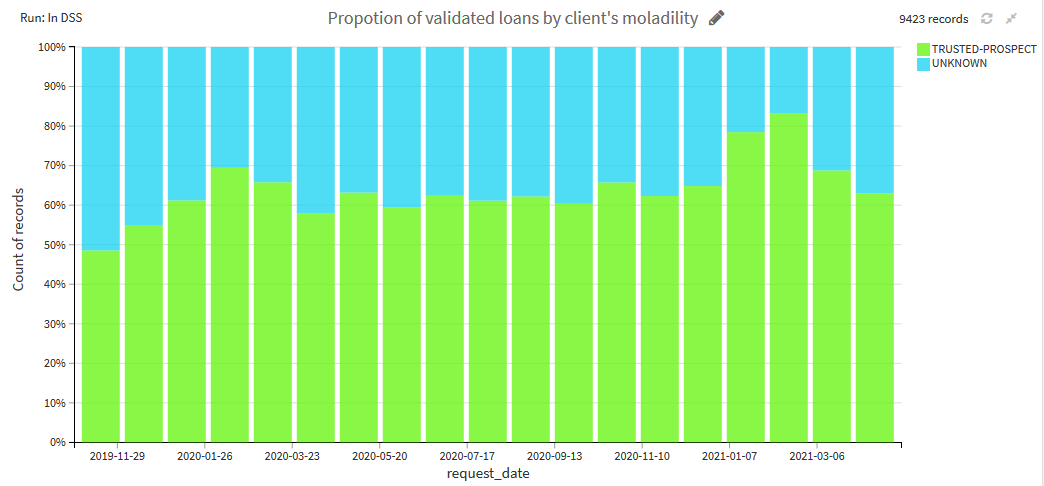 Run: In DSS
Propotion of validated loans by client's moladility
9423 records
TRUSTED-PROSPECT
UNKNOWN
Count of records
100%
90%
80%
70%
60%
50%
40%
30%
20%
10%
0%
2019-11-29 2020-01-26 2020-03-23 2020-05-20 2020-07-17 2020-09-13 2020-11-10 2021-01-07 2021-03-06
request_date